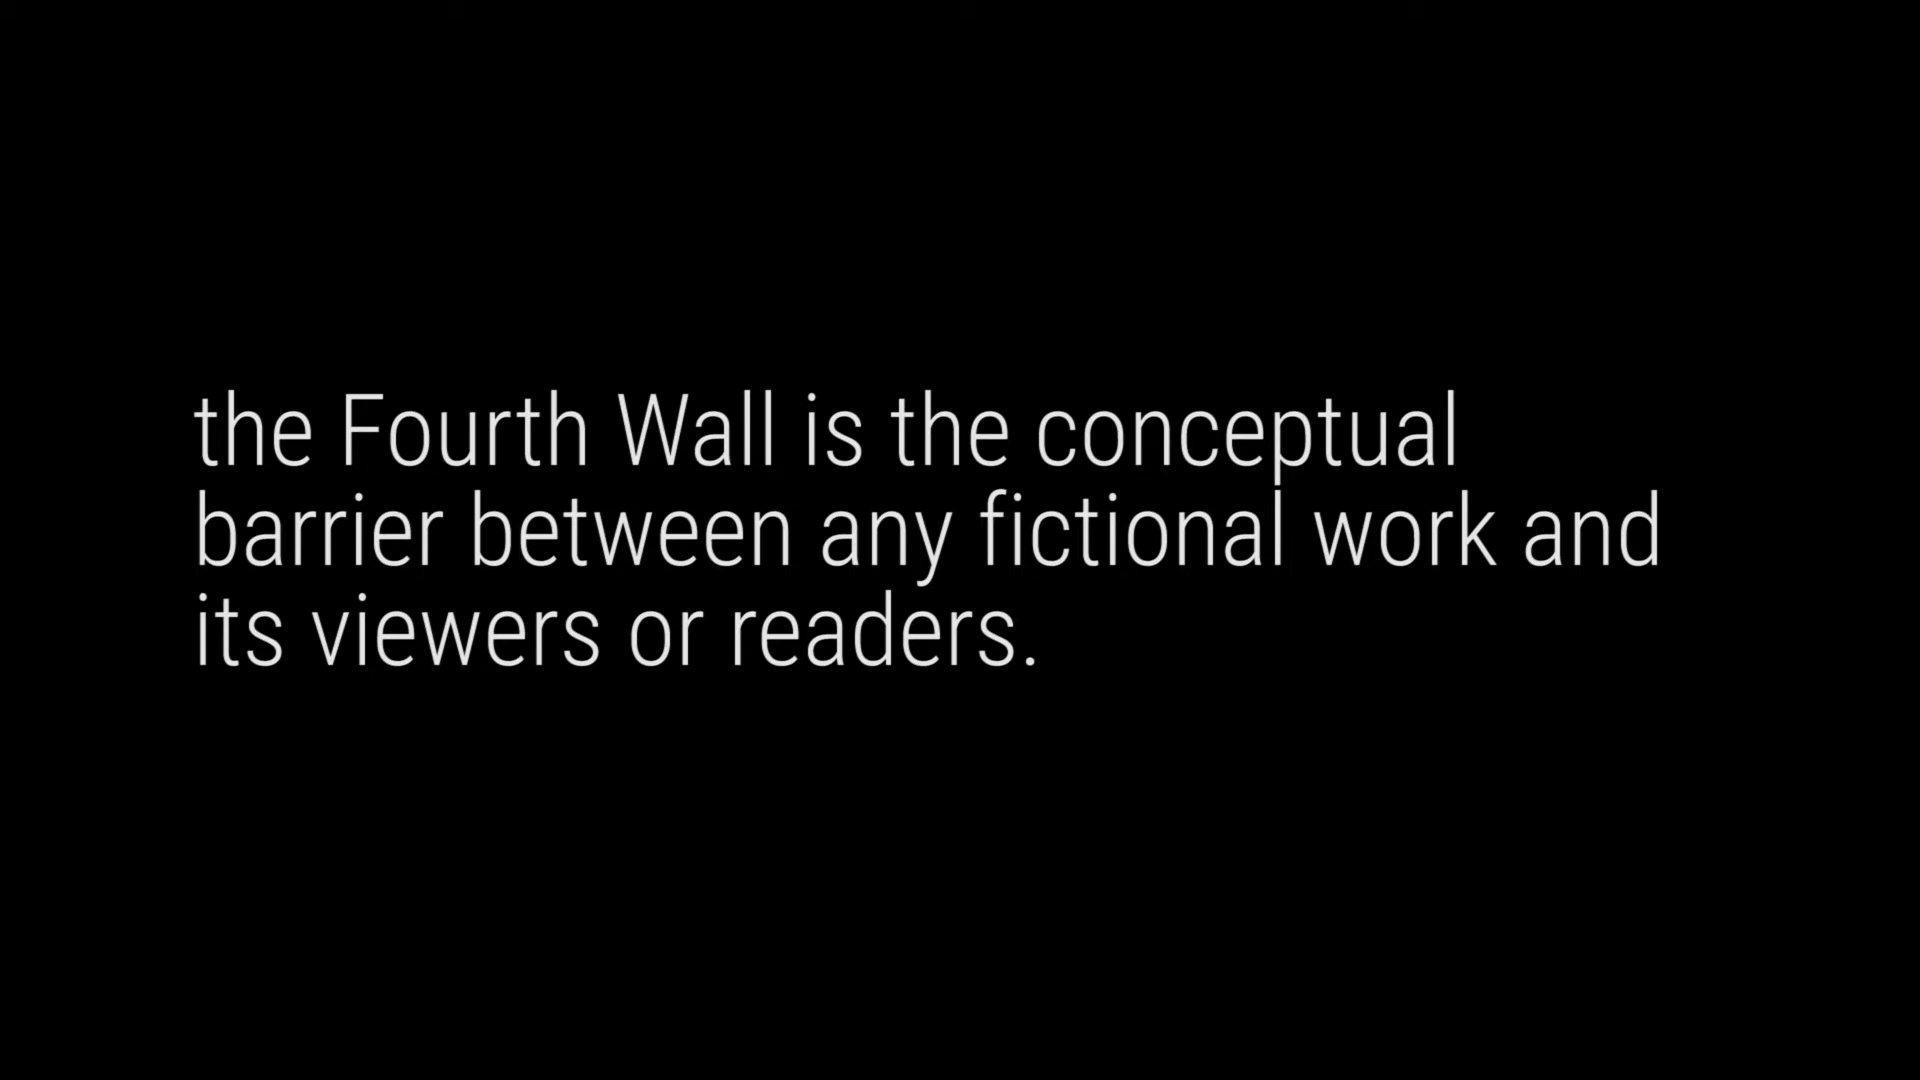 the Fourth Wall is the conceptual
barrier between any fictional work and
its viewers or readers.